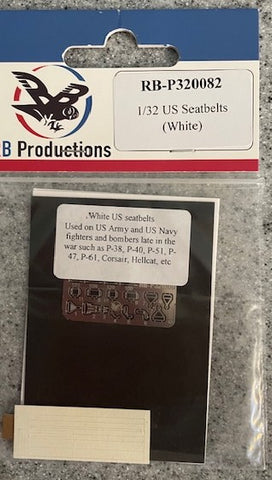 RB-P320082
1/32 US Seatbelts
(White)
RB Productions
White US seatbelts
Used on US Army and US Navy
fighters and bombers late in the
war such as P-38, P-40, P-51, P-
47, P-61, Corsair, Hellcat, etc